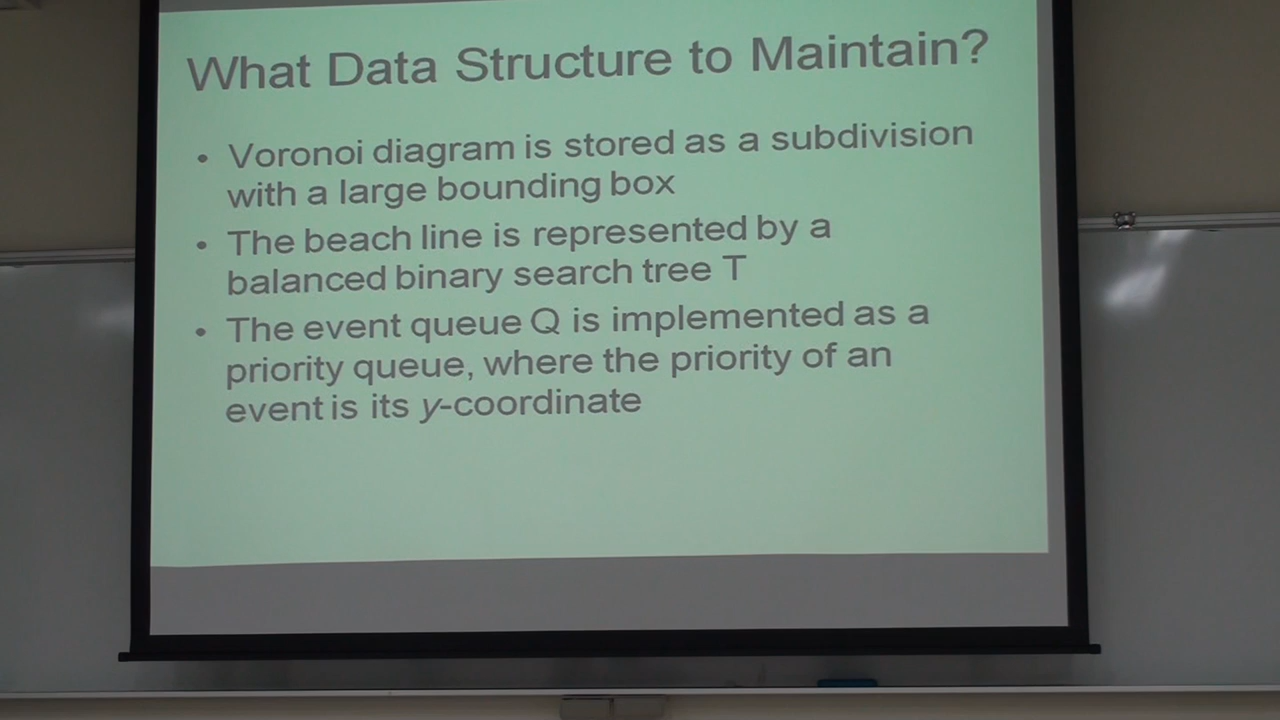 What Data Structure to Maintain?
• Voronoi diagram is stored as a subdivision
with a large bounding box
• The beach line is represented by a
balanced binary search tree T
• The event queue Q is implemented as a
priority queue, where the priority of an
event is its y-coordinate